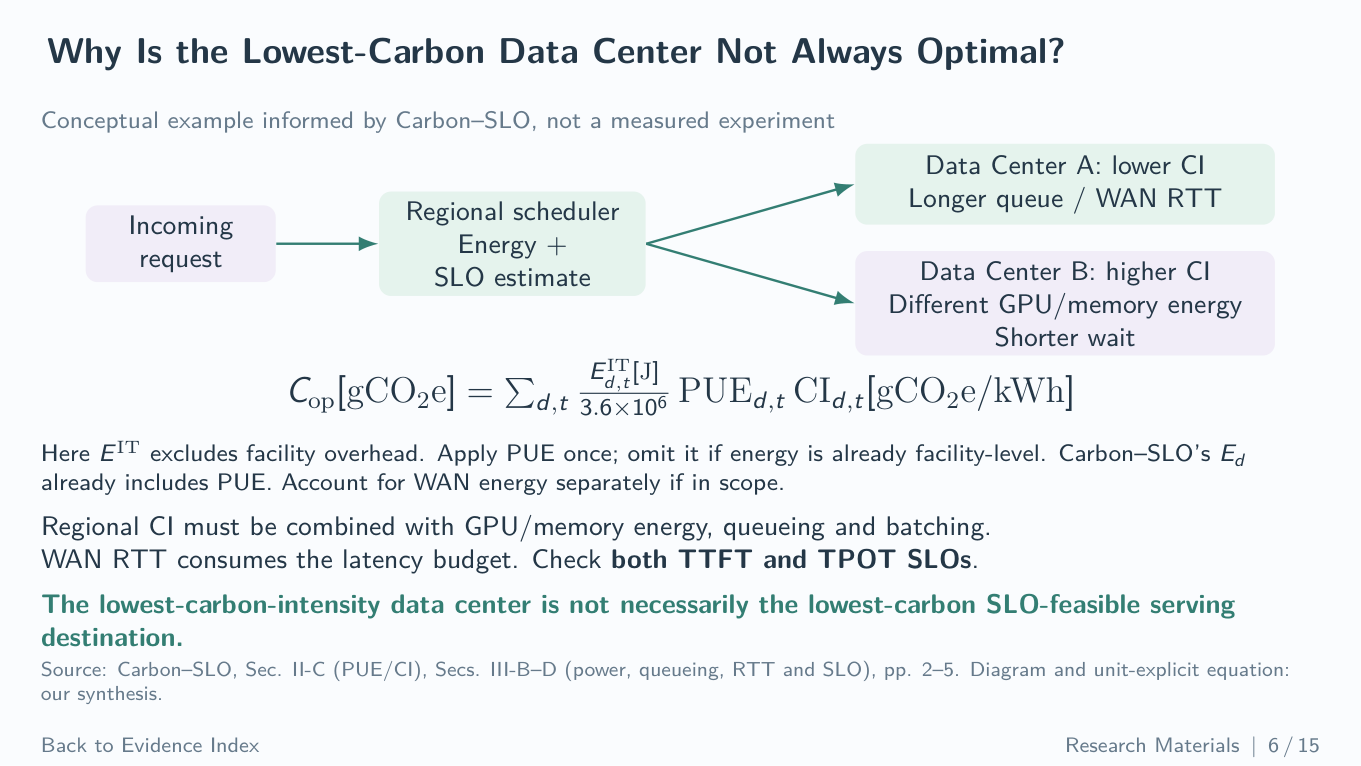 Why Is the Lowest-Carbon Data Center Not Always Optimal?
Conceptual example informed by Carbon–SLO, not a measured experiment
Incoming
request
Regional scheduler
Energy +
SLO estimate
Data Center A: lower CI
Longer queue / WAN RTT
Data Center B: higher CI
Different GPU/memory energy
Shorter wait
C_op[gCO₂e] = ∑_{d,t} E^{IT}_{d,t}[J] / 3.6×10⁶ PUE_{d,t} CI_{d,t}[gCO₂e/kWh]
Here E^{IT} excludes facility overhead. Apply PUE once; omit it if energy is already facility-level. Carbon–SLO's E_d
already includes PUE. Account for WAN energy separately if in scope.
Regional CI must be combined with GPU/memory energy, queueing and batching.
WAN RTT consumes the latency budget. Check both TTFT and TPOT SLOs.
The lowest-carbon-intensity data center is not necessarily the lowest-carbon SLO-feasible serving
destination.
Source: Carbon–SLO, Sec. II-C (PUE/CI), Secs. III-B–D (power, queueing, RTT and SLO), pp. 2–5. Diagram and unit-explicit equation:
our synthesis.
Back to Evidence Index
Research Materials | 6 / 15